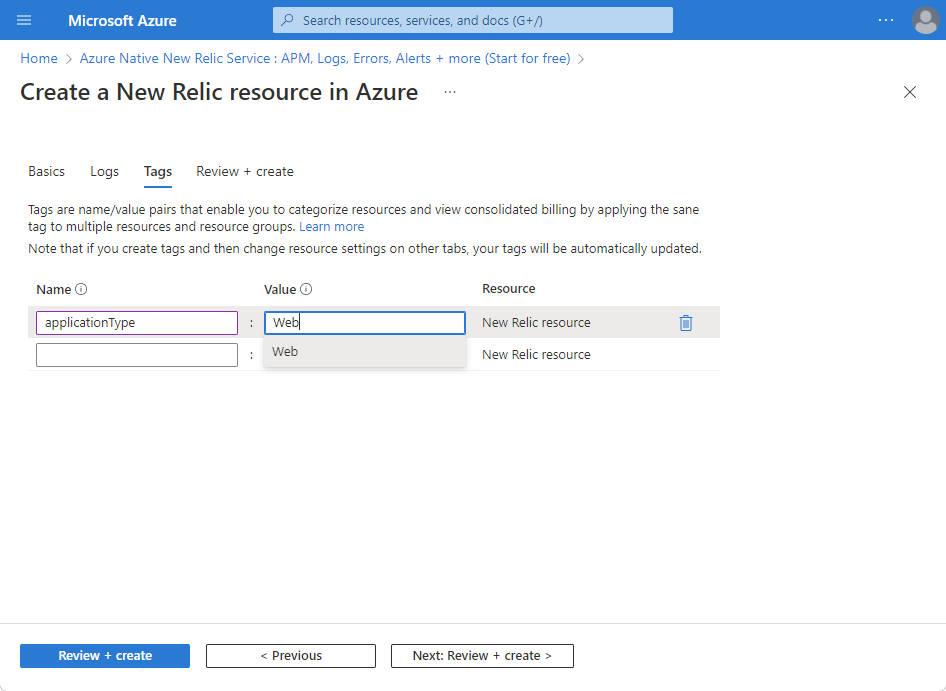 Microsoft Azure
Search resources, services, and docs (G+/)
Home > Azure Native New Relic Service : APM, Logs, Errors, Alerts + more (Start for free) >
Create a New Relic resource in Azure ...
Basics Logs Tags Review + create
Tags are name/value pairs that enable you to categorize resources and view consolidated billing by applying the sane
tag to multiple resources and resource groups. Learn more
Note that if you create tags and then change resource settings on other tabs, your tags will be automatically updated.
Name Value Resource
applicationType : Web New Relic resource
Web
: New Relic resource
Review + create < Previous Next: Review + create >